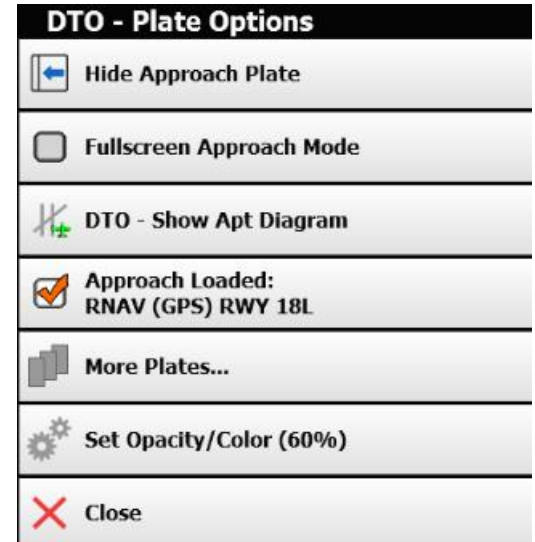 DTO - Plate Options
Hide Approach Plate
Fullscreen Approach Mode
DTO - Show Apt Diagram
Approach Loaded:
RNAV (GPS) RWY 18L
More Plates...
Set Opacity/Color (60%)
Close